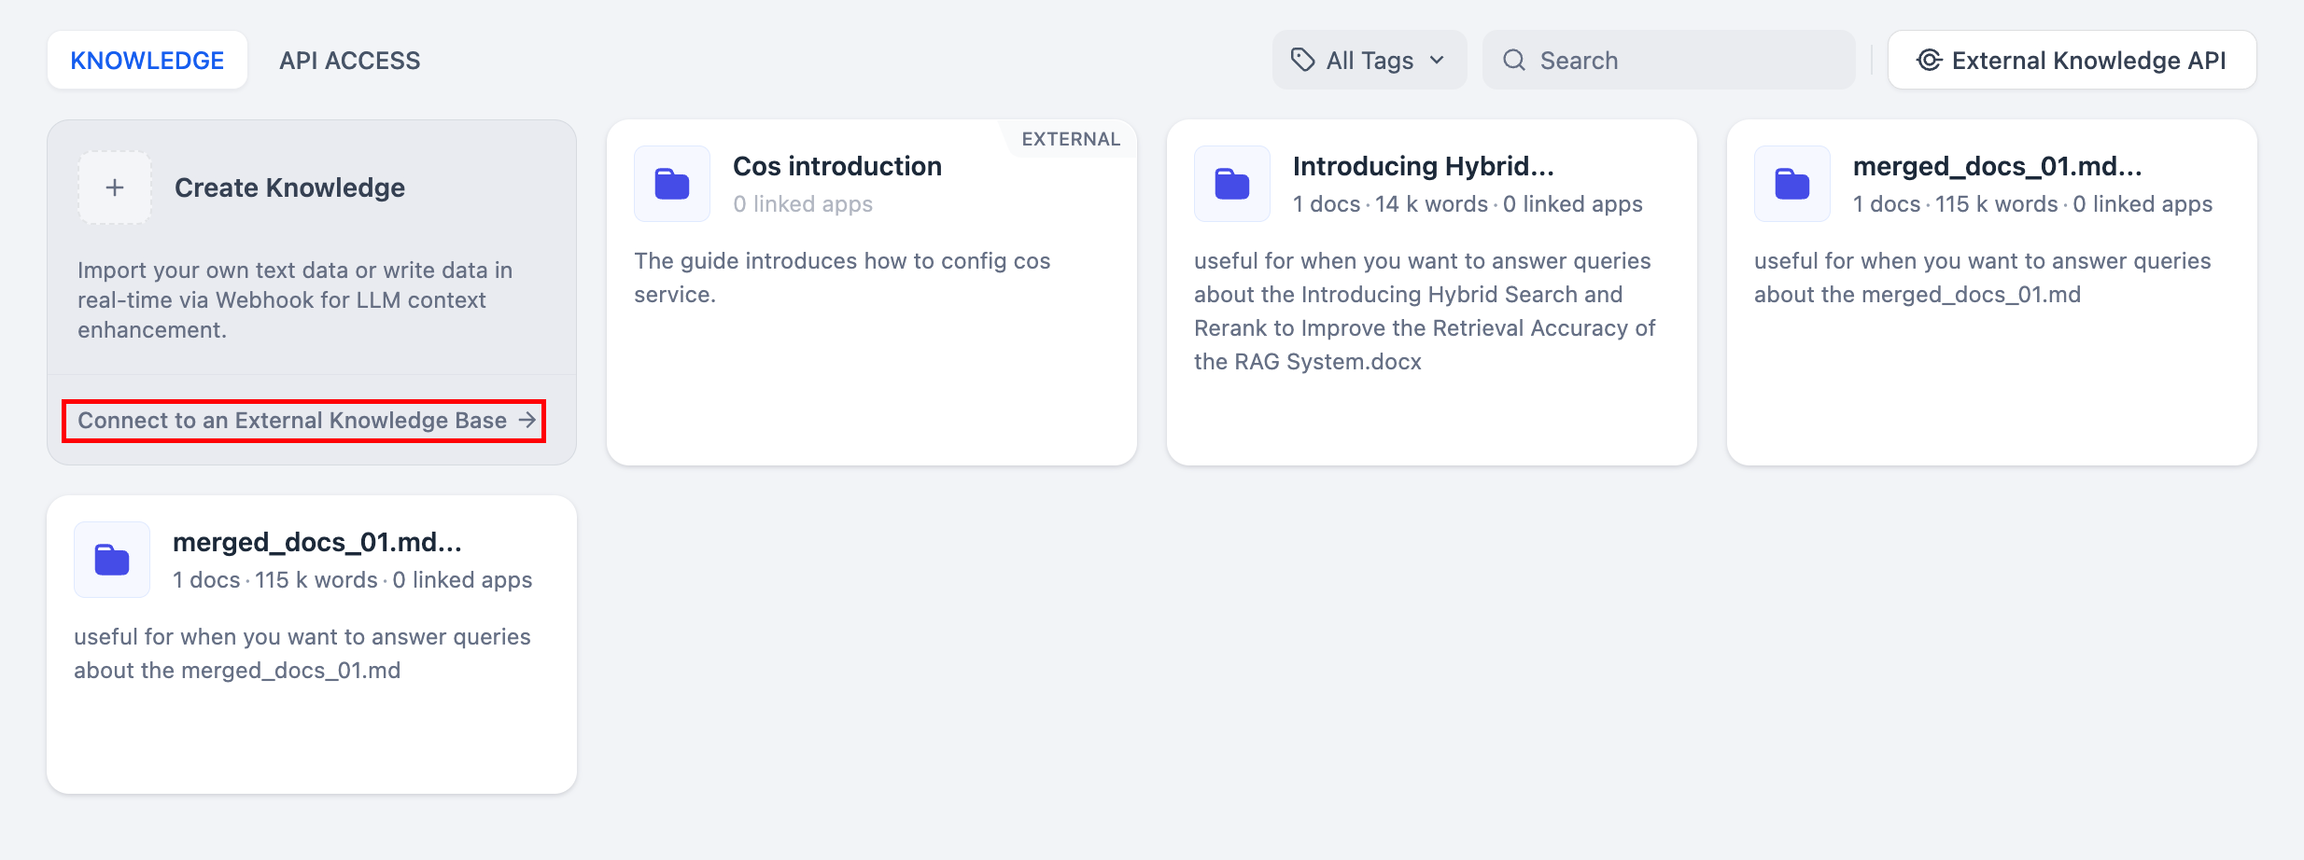 KNOWLEDGE
API ACCESS
All Tags
Search
External Knowledge API
Create Knowledge
Import your own text data or write data in
real-time via Webhook for LLM context
enhancement.
Connect to an External Knowledge Base →
EXTERNAL
Cos introduction
0 linked apps
The guide introduces how to config cos
service.
Introducing Hybrid...
1 docs · 14 k words · 0 linked apps
useful for when you want to answer queries
about the Introducing Hybrid Search and
Rerank to Improve the Retrieval Accuracy of
the RAG System.docx
merged_docs_01.md...
1 docs · 115 k words · 0 linked apps
useful for when you want to answer queries
about the merged_docs_01.md
merged_docs_01.md...
1 docs · 115 k words · 0 linked apps
useful for when you want to answer queries
about the merged_docs_01.md